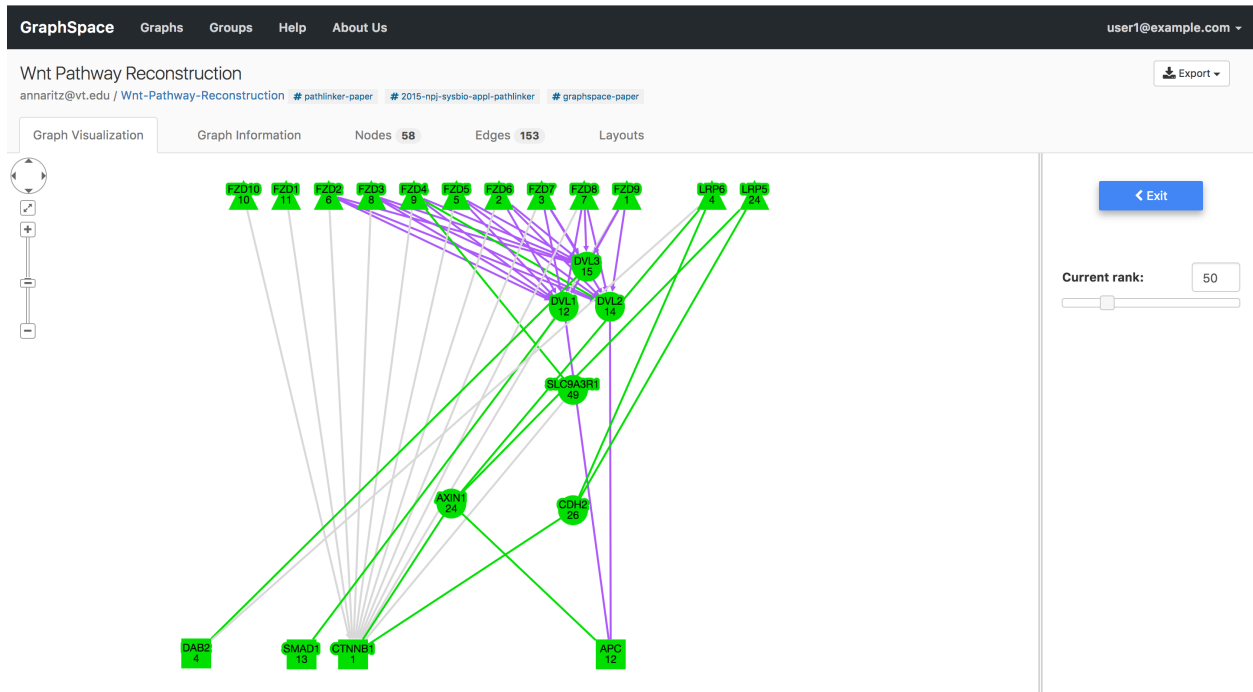 GraphSpace Graphs Groups Help About Us user1@example.com
Wnt Pathway Reconstruction Export
annaritz@vt.edu / Wnt-Pathway-Reconstruction # pathlinker-paper # 2015-npj-sysbio-appl-pathlinker # graphspace-paper
Graph Visualization Graph Information Nodes 58 Edges 153 Layouts
FZD10 FZD1 FZD2 FZD3 FZD4 FZD5 FZD6 FZD7 FZD8 FZD9 LRP6 LRP5
10 11 6 8 9 5 2 3 7 1 4 24
< Exit
DVL3
15
Current rank: 50
DVL1 DVL2
12 14
SLC9A3R1
49
AXIN1
24
CDH2
26
DAB2
4
SMAD1
13
CTNNB1
1
APC
12